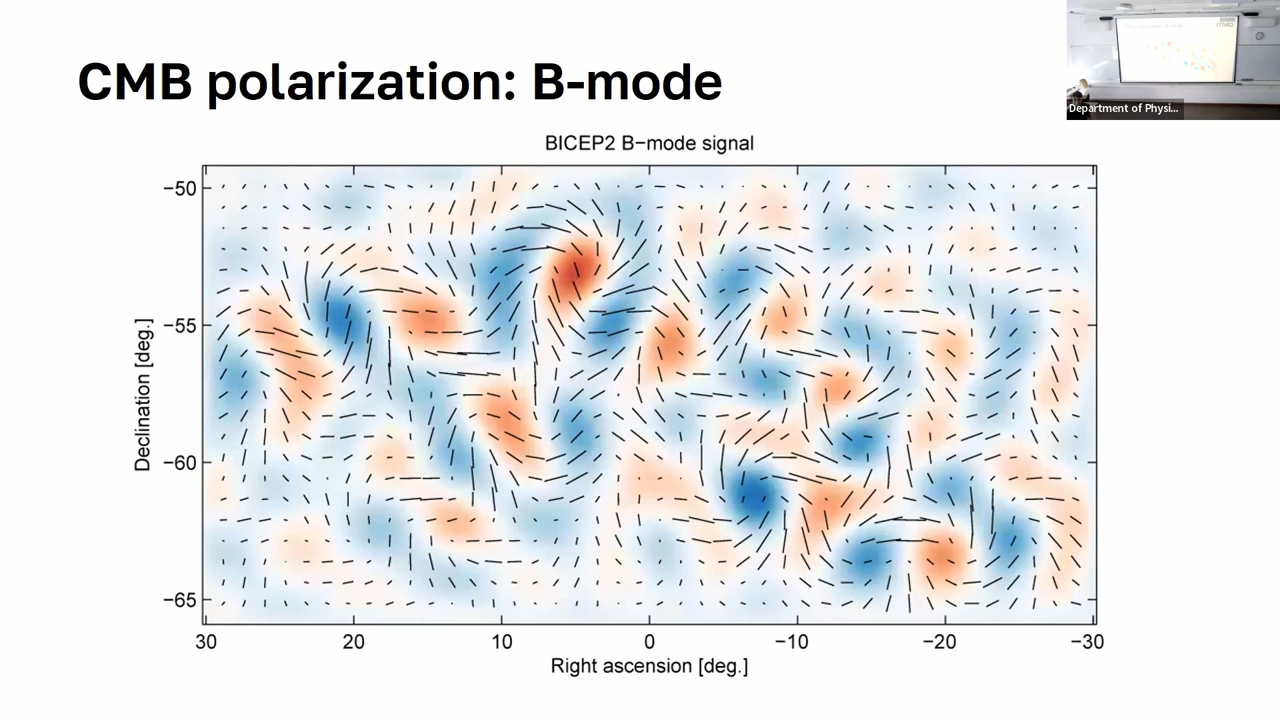 CMB polarization: B-mode
Department of Physi...
BICEP2 B−mode signal
−50
−55
−60
−65
Declination [deg.]
30 20 10 0 −10 −20 −30
Right ascension [deg.]